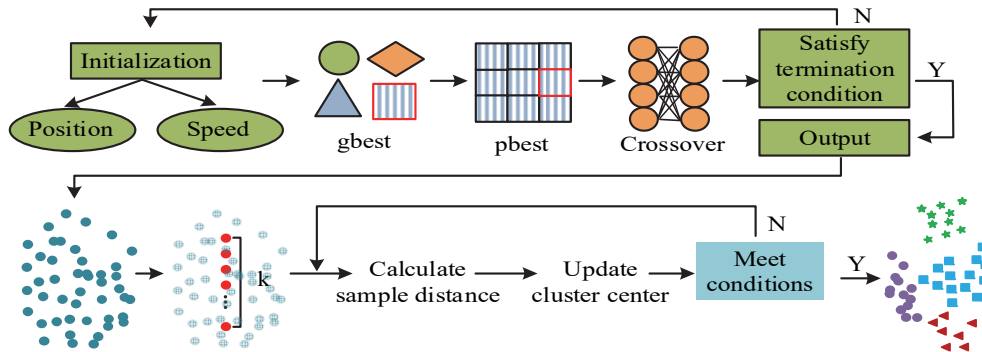 N
Initialization
Position
Speed
gbest
pbest
Crossover
Satisfy
termination
condition
Y
Output
k
Calculate
sample distance
Update
cluster center
N
Meet
conditions
Y